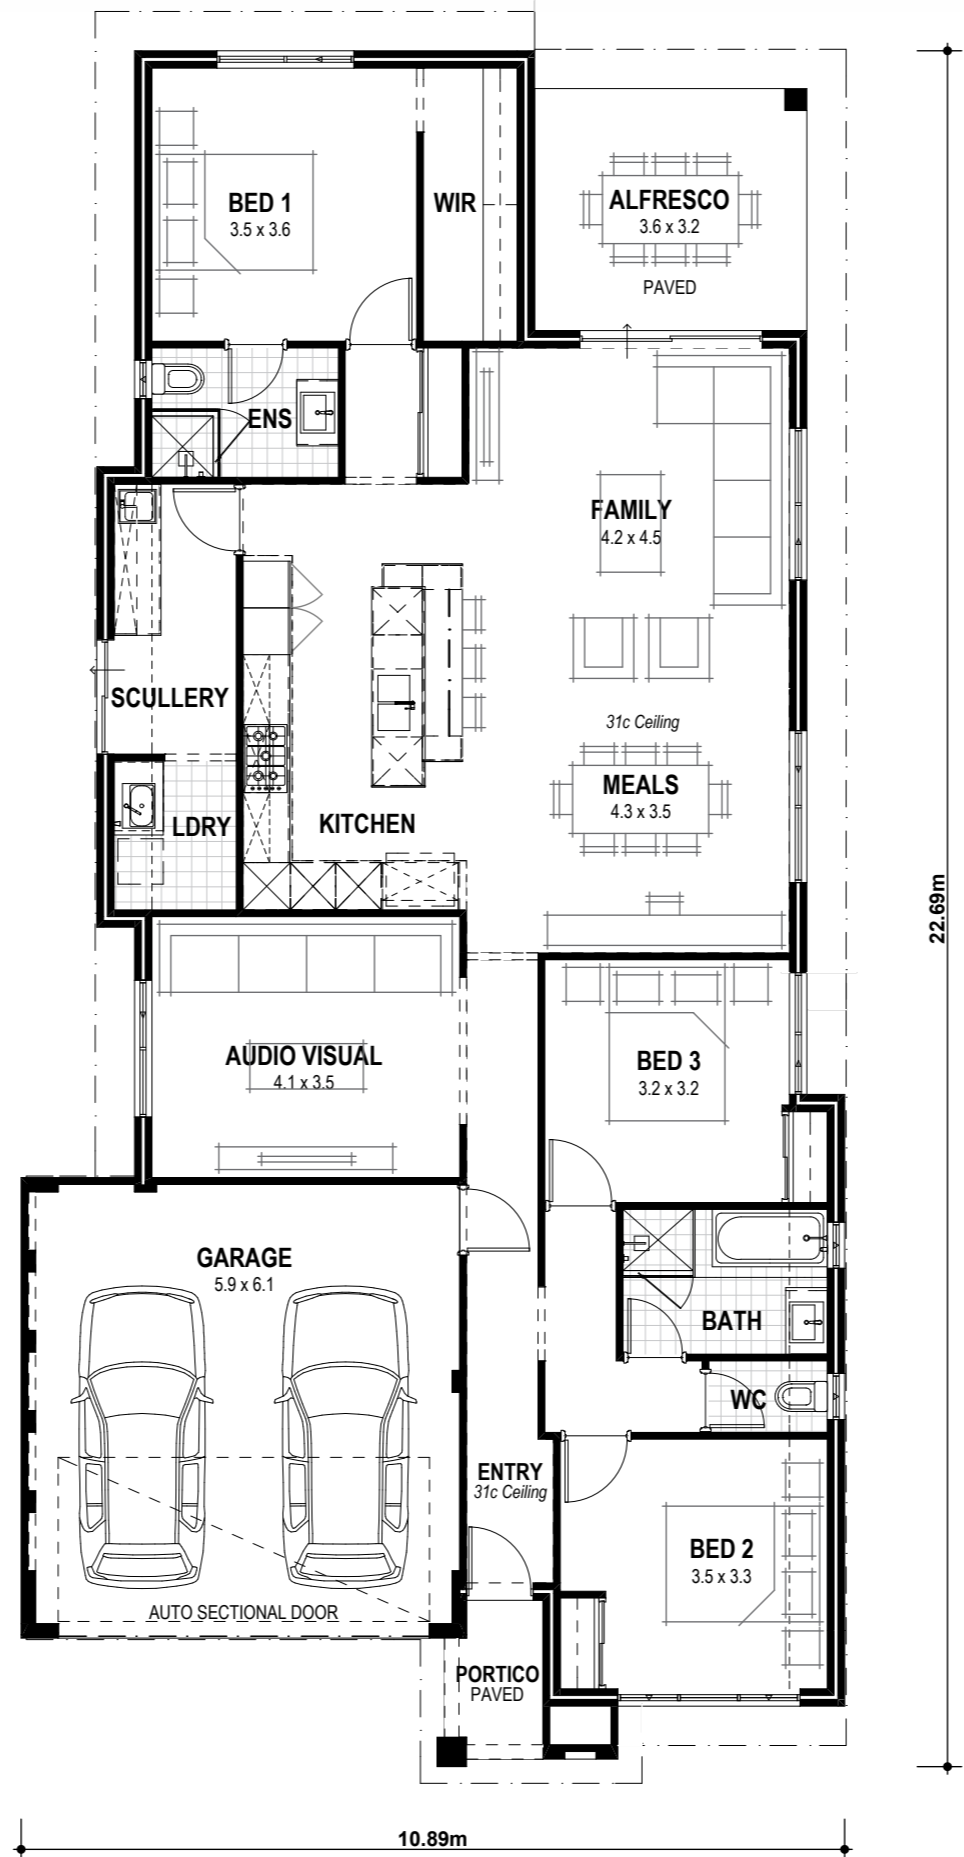 BED 1
3.5 x 3.6
WIR
ALFRESCO
3.6 x 3.2
PAVED
ENS
FAMILY
4.2 x 4.5
SCULLERY
31c Ceiling
MEALS
4.3 x 3.5
LDRY
KITCHEN
22.69m
AUDIO VISUAL
4.1 x 3.5
BED 3
3.2 x 3.2
GARAGE
5.9 x 6.1
BATH
WC
ENTRY
31c Ceiling
BED 2
3.5 x 3.3
AUTO SECTIONAL DOOR
PORTICO
PAVED
10.89m